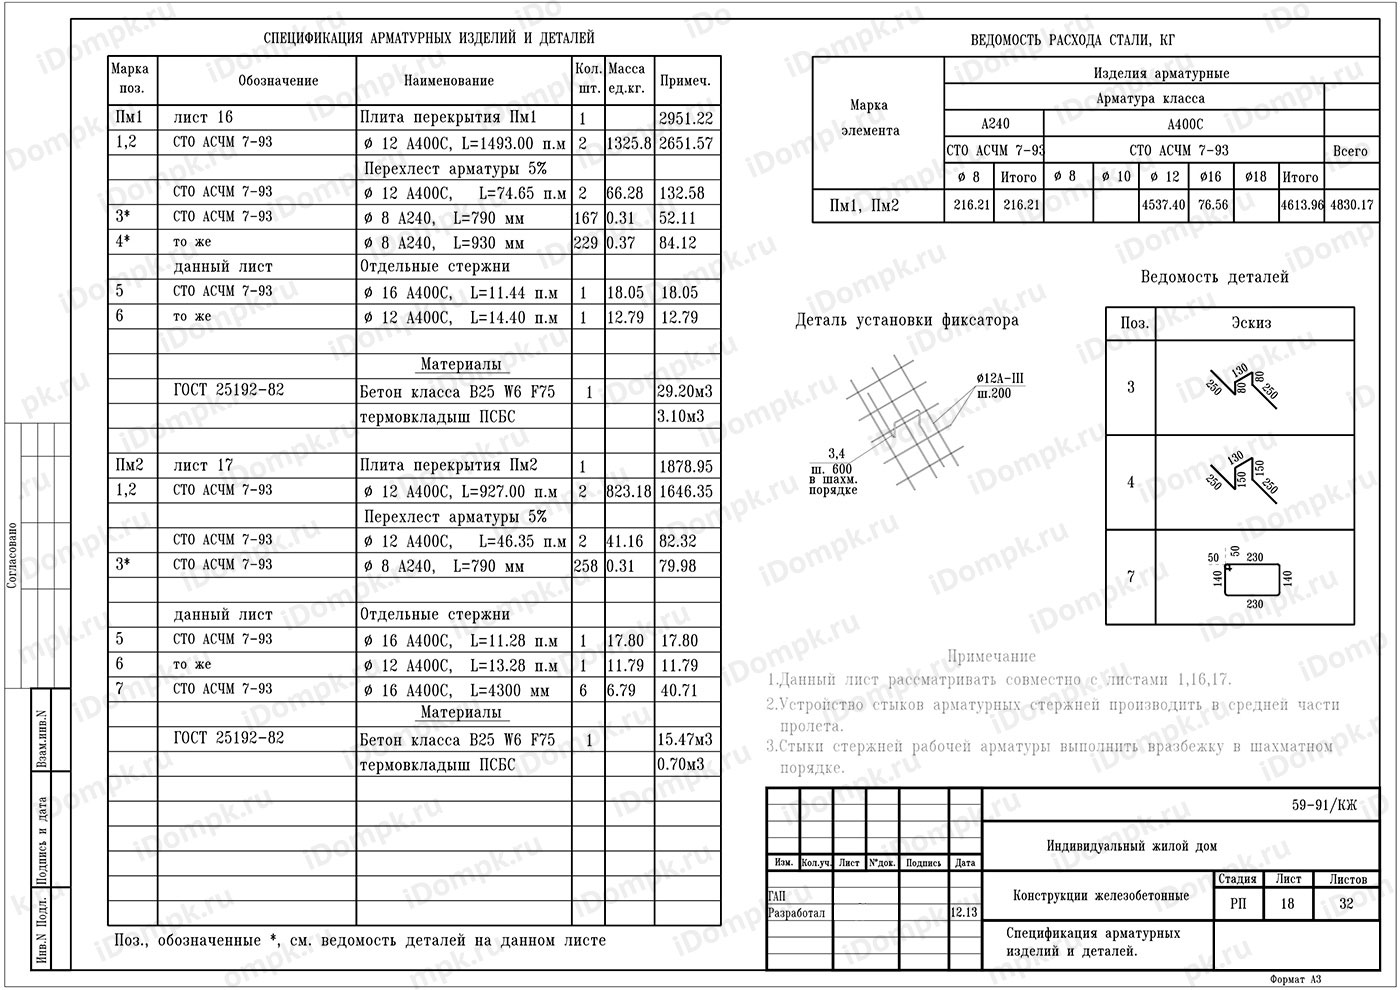 СПЕЦИФИКАЦИЯ АРМАТУРНЫХ ИЗДЕЛИЙ И ДЕТАЛЕЙ
Марка поз. Обозначение Наименование Кол. шт. Масса ед.кг. Примеч.
Пм1 лист 16 Плита перекрытия Пм1 1 2951.22
1,2 СТО АСЧМ 7-93 ϕ 12 А400С, L=1493.00 п.м 2 1325.8 2651.57
Перехлест арматуры 5%
СТО АСЧМ 7-93 ϕ 12 А400С, L=74.65 п.м 2 66.28 132.58
3* СТО АСЧМ 7-93 ϕ 8 А240, L=790 мм 167 0.31 52.11
4* то же ϕ 8 А240, L=930 мм 229 0.37 84.12
данный лист Отдельные стержни
5 СТО АСЧМ 7-93 ϕ 16 А400С, L=11.44 п.м 1 18.05 18.05
6 то же ϕ 12 А400С, L=14.40 п.м 1 12.79 12.79
Материалы
ГОСТ 25192-82 Бетон класса В25 W6 F75 1 29.20м3
термовкладыш ПСБС 3.10м3
Пм2 лист 17 Плита перекрытия Пм2 1 1878.95
1,2 СТО АСЧМ 7-93 ϕ 12 А400С, L=927.00 п.м 2 823.18 1646.35
Перехлест арматуры 5%
СТО АСЧМ 7-93 ϕ 12 А400С, L=46.35 п.м 2 41.16 82.32
3* СТО АСЧМ 7-93 ϕ 8 А240, L=790 мм 258 0.31 79.98
данный лист Отдельные стержни
5 СТО АСЧМ 7-93 ϕ 16 А400С, L=11.28 п.м 1 17.80 17.80
6 то же ϕ 12 А400С, L=13.28 п.м 1 11.79 11.79
7 СТО АСЧМ 7-93 ϕ 16 А400С, L=4300 мм 6 6.79 40.71
Материалы
ГОСТ 25192-82 Бетон класса В25 W6 F75 1 15.47м3
термовкладыш ПСБС 0.70м3
Поз., обозначенные *, см. ведомость деталей на данном листе
ВЕДОМОСТЬ РАСХОДА СТАЛИ, КГ
Марка элемента
Изделия арматурные
Арматура класса
А240 А400С
СТО АСЧМ 7-93 СТО АСЧМ 7-93 Всего
ϕ 8 Итого ϕ 8 ϕ 10 ϕ 12 ϕ16 ϕ18 Итого
Пм1, Пм2 216.21 216.21 4537.40 76.56 4613.96 4830.17
Деталь установки фиксатора
ϕ12А-III
ш.200
3,4
ш. 600
в шахм.
порядке
Ведомость деталей
Поз. Эскиз
3 250 130 80 80 250
4 250 130 150 150 250
7 50 50 230 140 140 230
Примечание
1.Данный лист рассматривать совместно с листами 1,16,17.
2.Устройство стыков арматурных стержней производить в средней части
пролета.
3.Стыки стержней рабочей арматуры выполнить вразбежку в шахматном
порядке.
59-91/КЖ
Индивидуальный жилой дом
Изм. Кол.уч. Лист N°док. Подпись Дата
ГАП
Разработал 12.13
Конструкции железобетонные
Стадия Лист Листов
РП 18 32
Спецификация арматурных
изделий и деталей.
Формат А3
Согласовано
Взам.инв.N
Подпись и дата
Инв.N Подл.
iDompk.ru